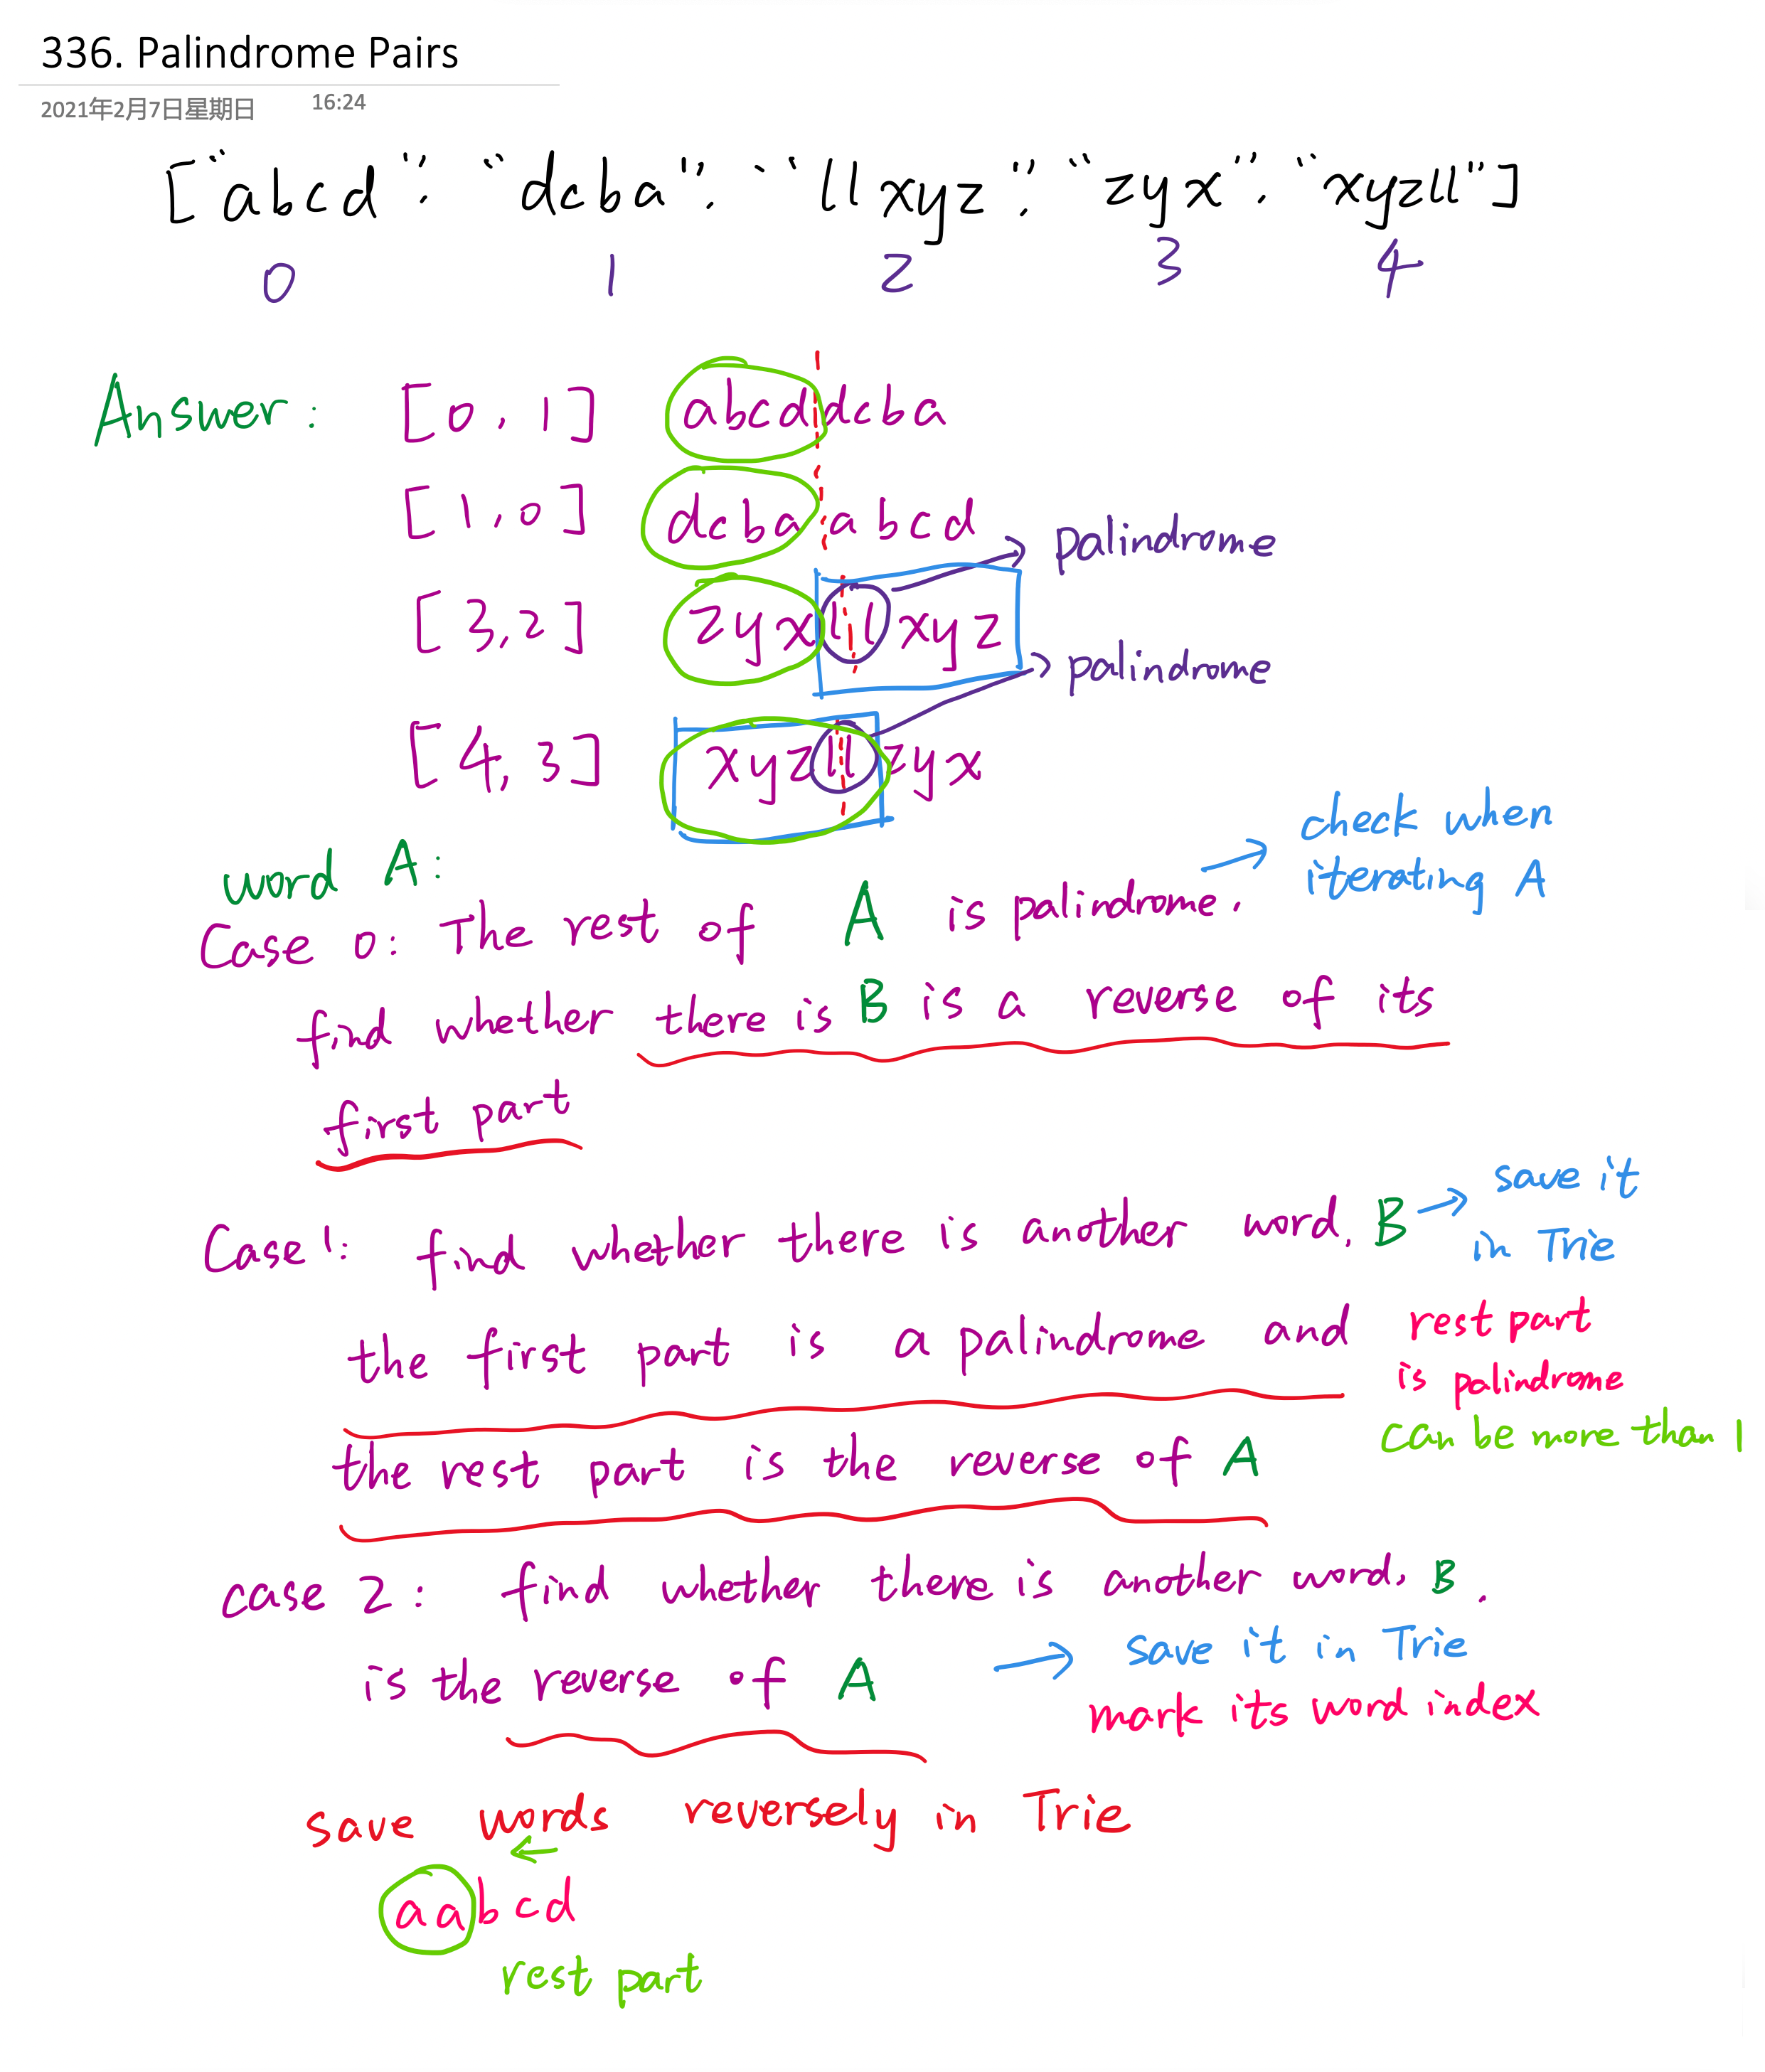 336. Palindrome Pairs
2021年2月7日星期日 16:24
["abcd", "dcba", "llxyz", "zyx", "xyzll"]
0 1 2 3 4
Answer: [0, 1] abcddcba
[1, 0] dcbaabcd
palindrome
[3, 2] zyxllxyz
palindrome
[4, 3] xyzllzyx
word A:
check when
iterating A
Case 0: The rest of A is palindrome.
find whether there is B is a reverse of its
first part
Case 1: find whether there is another word, B
save it
in Trie
the first part is a palindrome and
rest part
is palindrome
can be more than 1
the rest part is the reverse of A
case 2: find whether there is another word, B.
is the reverse of A
save it in Trie
mark its word index
save words reversely in Trie
aabcd
rest part